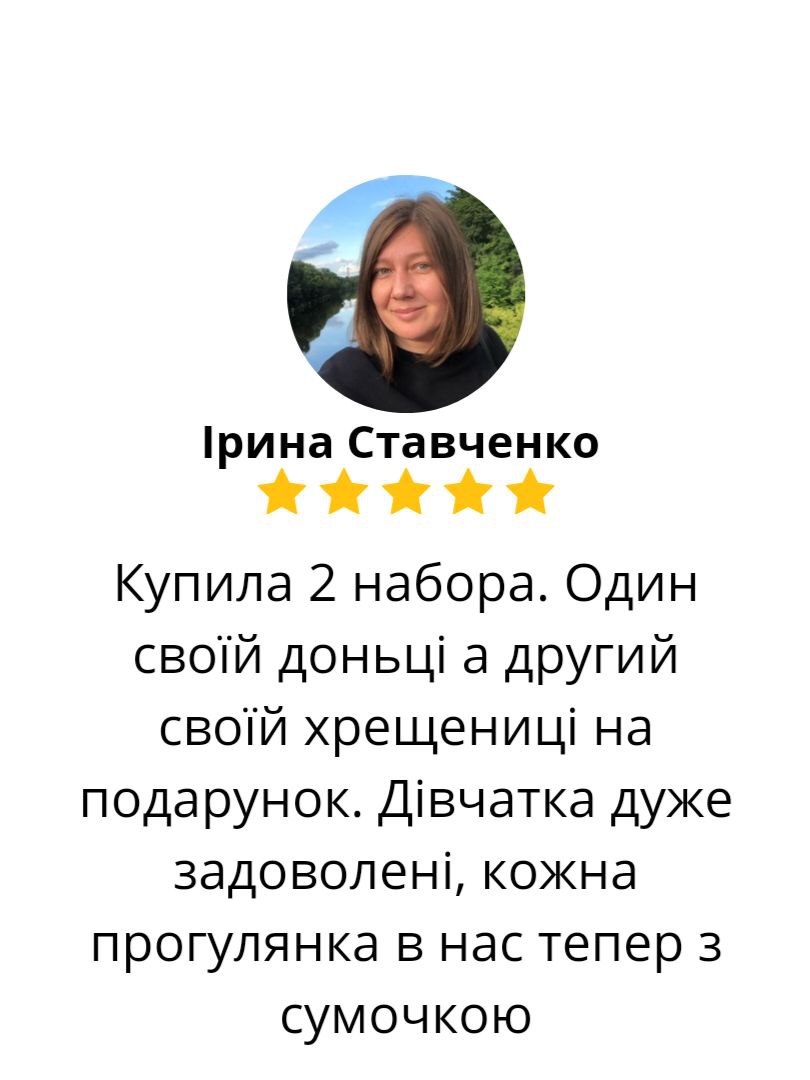 Ірина Ставченко
Купила 2 набора. Один
своїй доньці а другий
своїй хрещениці на
подарунок. Дівчатка дуже
задоволені, кожна
прогулянка в нас тепер з
сумочкою